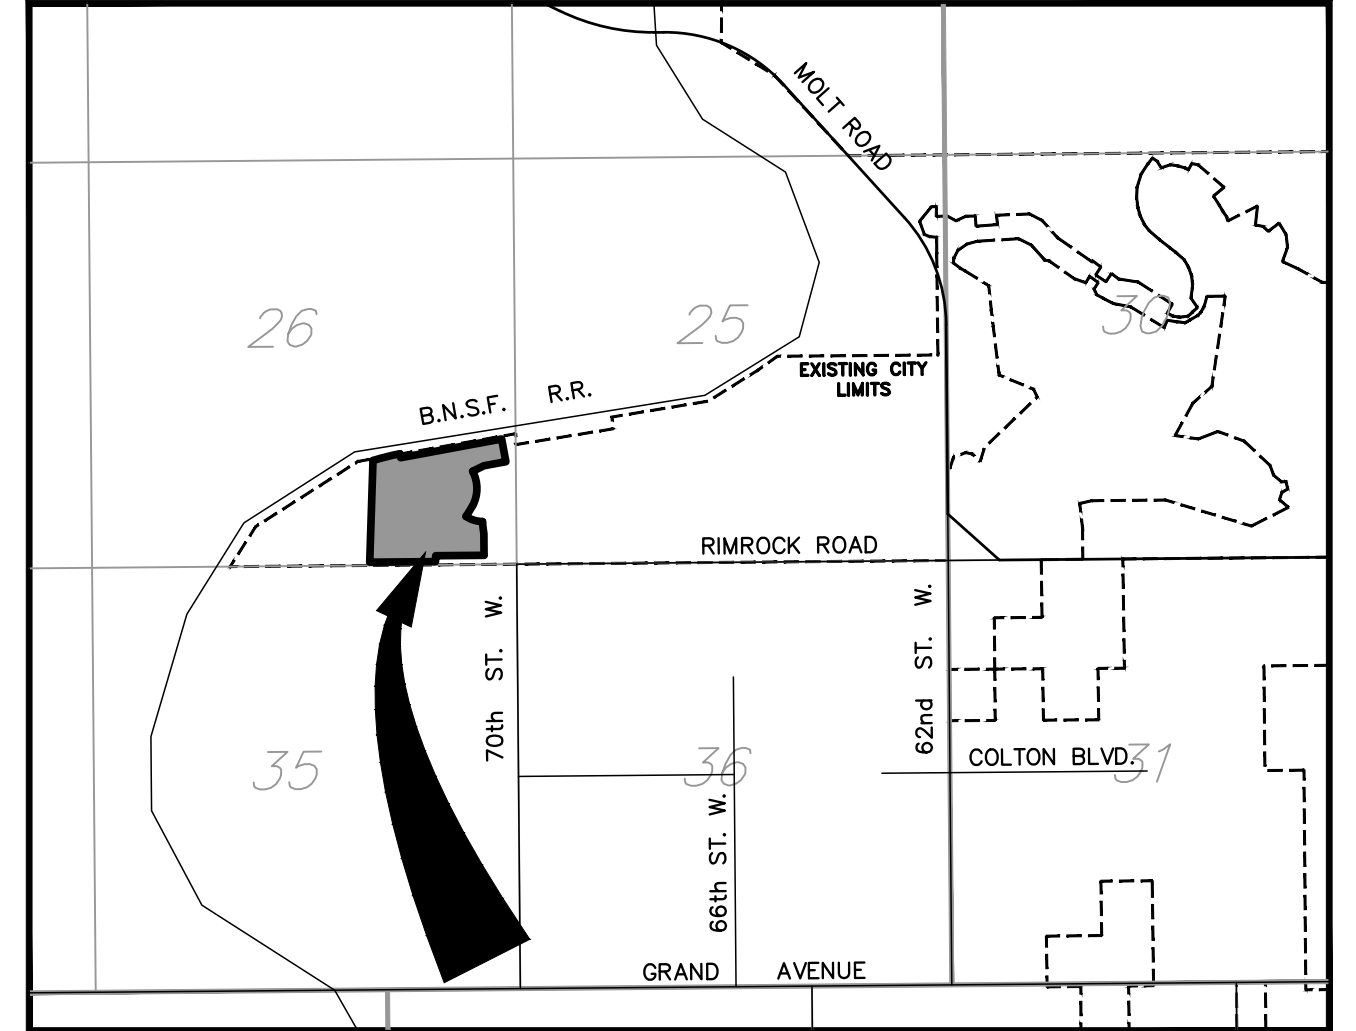 MOLT ROAD
26
25
30
EXISTING CITY
LIMITS
B.N.S.F. R.R.
RIMROCK ROAD
70th ST. W.
62nd ST. W.
35
36
COLTON BLVD.
31
66th ST. W.
GRAND AVENUE